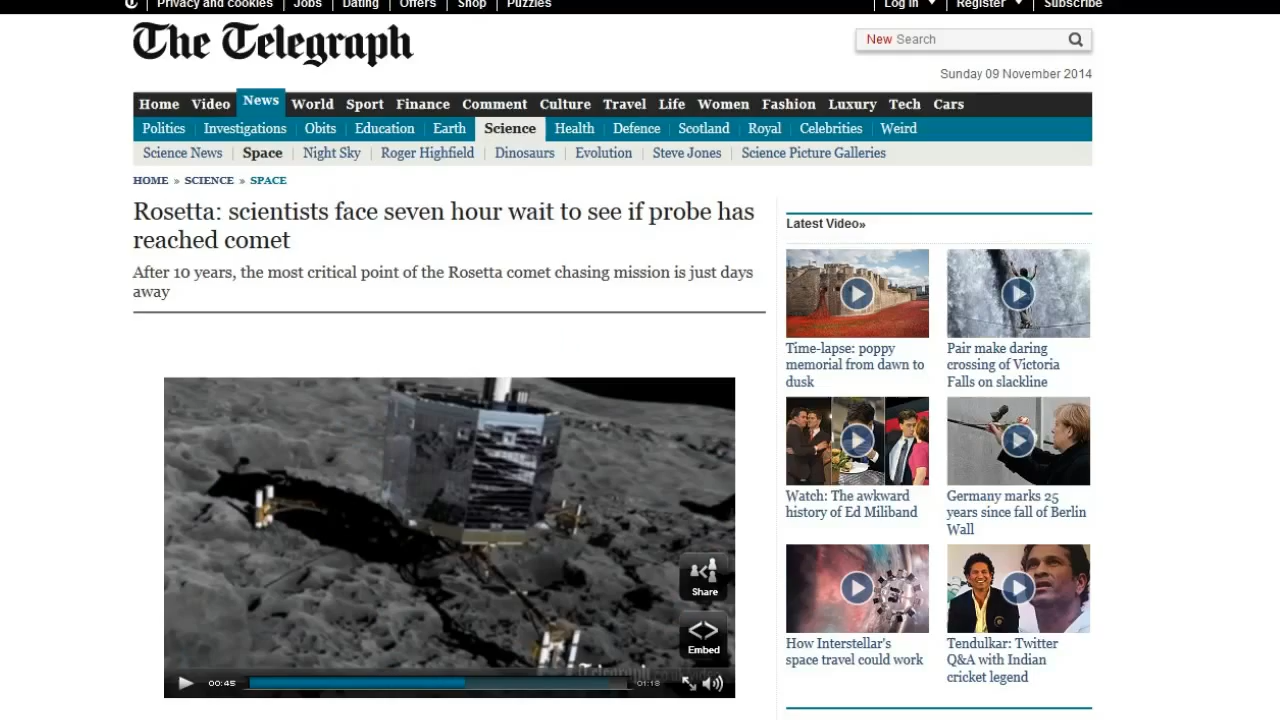 Privacy and cookies Jobs Dating Offers Shop Puzzles Log in Register Subscribe
The Telegraph
New Search
Sunday 09 November 2014
Home Video News World Sport Finance Comment Culture Travel Life Women Fashion Luxury Tech Cars
Politics Investigations Obits Education Earth Science Health Defence Scotland Royal Celebrities Weird
Science News Space Night Sky Roger Highfield Dinosaurs Evolution Steve Jones Science Picture Galleries
HOME » SCIENCE » SPACE
Rosetta: scientists face seven hour wait to see if probe has
reached comet
After 10 years, the most critical point of the Rosetta comet chasing mission is just days
away
Share
Embed
Telegraph
00:45
01:18
Latest Video»
Time-lapse: poppy
memorial from dawn to
dusk
Pair make daring
crossing of Victoria
Falls on slackline
Watch: The awkward
history of Ed Miliband
Germany marks 25
years since fall of Berlin
Wall
How Interstellar's
space travel could work
Tendulkar: Twitter
Q&A with Indian
cricket legend